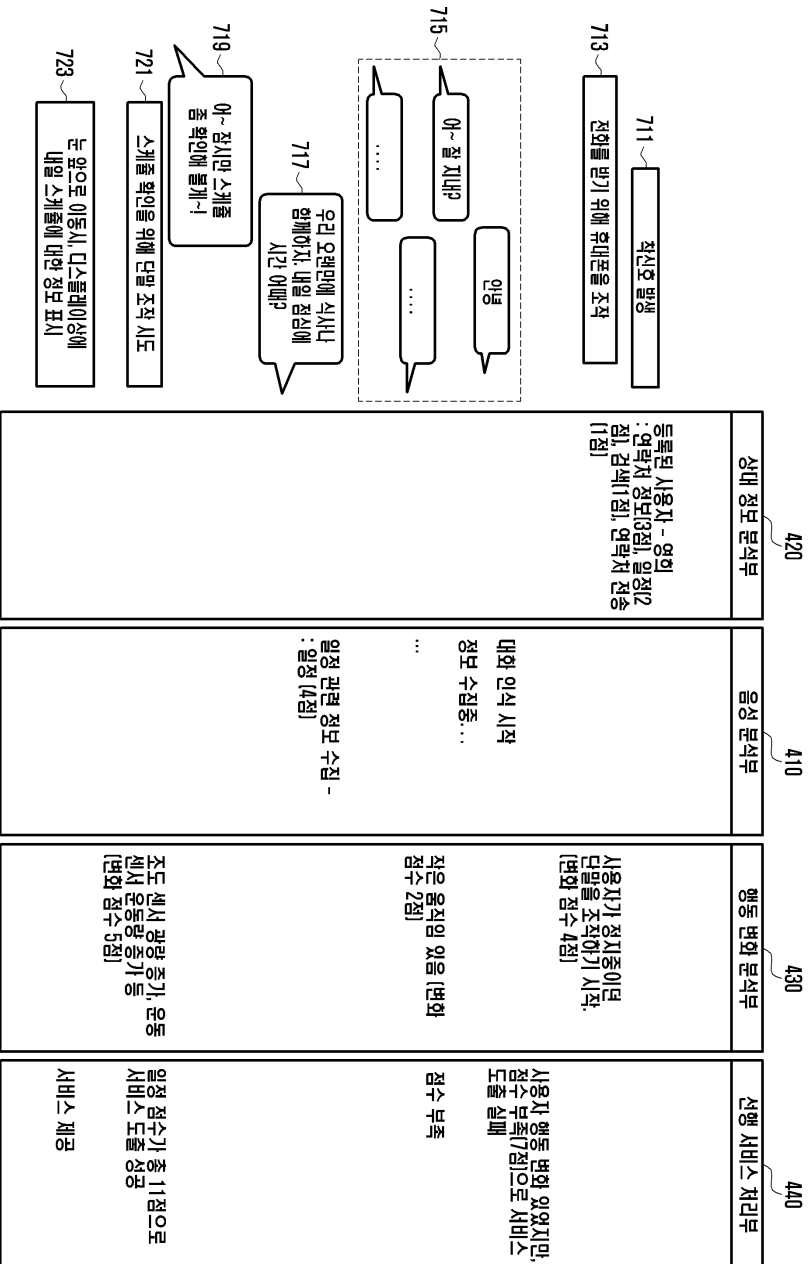 420
410
430
440
상대 정보 분석부
음성 분석부
행동 변화 분석부
선행 서비스 처리부
711
착신호 발생
713
전화를 받기 위해 휴대폰을 조작
등록된 사용자 - 영희
: 연락처 정보(3점), 일정(2
점), 검색(1점), 연락처 전송
(1점)
사용자가 정지중이던
단말을 조작하기 시작.
(변화 점수 4점)
사용자 행동 변화 있었지만,
점수 부족(7점)으로 서비스
도출 실패
715
안녕
어~ 잘 지내?
....
....
대화 인식 시작
정보 수집중...
...
작은 움직임 있음 (변화
점수 2점)
점수 부족
717
우리 오랜만에 식사나
함께하자. 내일 점심에
시간 어때?
일정 관련 정보 수집 -
: 일정 (4점)
719
어~ 잠시만 스케쥴
좀 확인해 볼게~!
721
스케쥴 확인을 위해 단말 조작 시도
조도 센서 광량 증가, 운동
센서 운동량 증가 등
(변화 점수 5점)
일정 점수가 총 11점으로
서비스 도출 성공
723
눈 앞으로 이동시, 디스플레이상에
내일 스케쥴에 대한 정보 표시
서비스 제공